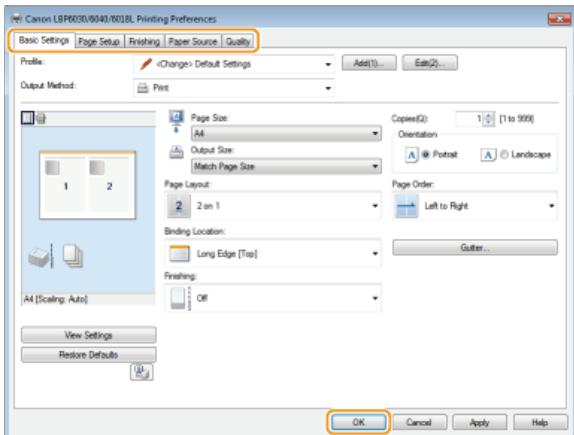 Canon LBP6030/6040/6018L Printing Preferences
Basic Settings Page Setup Finishing Paper Source Quality
Profile: <Change> Default Settings Add(1)... Edit(2)...
Output Method: Print
Page Size: Copies(Q): 1 [1 to 999]
A4 Orientation
Output Size: A Portrait A Landscape
Match Page Size
Page Layout: Page Order:
1 2 2 2 on 1 Left to Right
Binding Location:
Long Edge [Top] Gutter...
Finishing:
A4 [Scaling: Auto] Off
View Settings
Restore Defaults
OK Cancel Apply Help